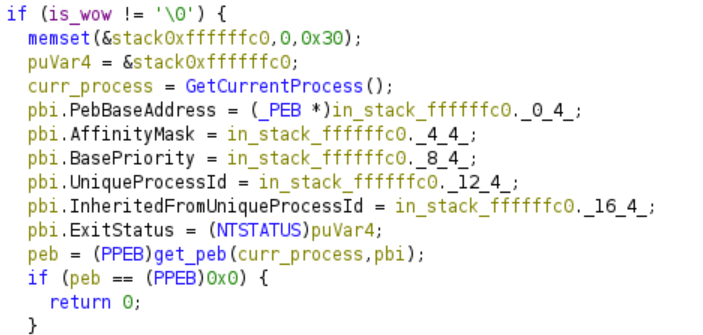 if (is_wow != '\0') {
memset(&stack0xffffffc0,0,0x30);
puVar4 = &stack0xffffffc0;
curr_process = GetCurrentProcess();
pbi.PebBaseAddress = (_PEB *)in_stack_ffffffc0._0_4_;
pbi.AffinityMask = in_stack_ffffffc0._4_4_;
pbi.BasePriority = in_stack_ffffffc0._8_4_;
pbi.UniqueProcessId = in_stack_ffffffc0._12_4_;
pbi.InheritedFromUniqueProcessId = in_stack_ffffffc0._16_4_;
pbi.ExitStatus = (NTSTATUS)puVar4;
peb = (PPEB)get_peb(curr_process,pbi);
if (peb == (PPEB)0x0) {
return 0;
}